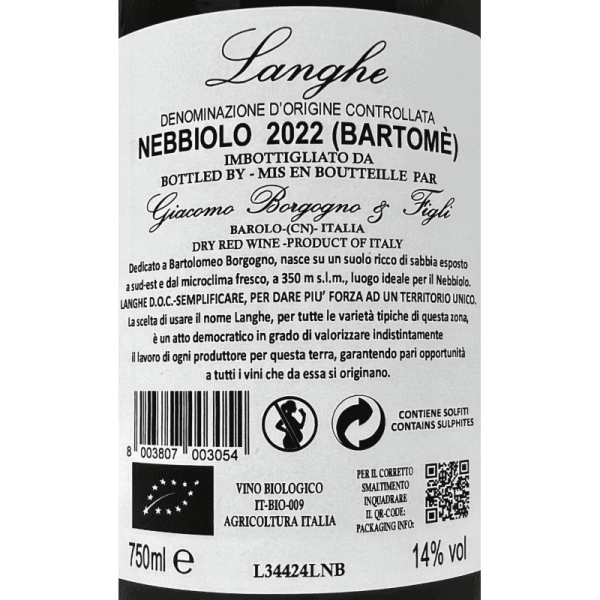 Langhe
DENOMINAZIONE D'ORIGINE CONTROLLATA
NEBBIOLO 2022 (BARTOMÈ)
IMBOTTIGLIATO DA
BOTTLED BY - MIS EN BOUTTEILLE PAR
Giacomo Borgogno & Figli
BAROLO-(CN)- ITALIA
DRY RED WINE -PRODUCT OF ITALY
Dedicato a Bartolomeo Borgogno, nasce su un suolo ricco di sabbia esposto
a sud-est e dal microclima fresco, a 350 m s.l.m., luogo ideale per il Nebbiolo.
LANGHE D.O.C.-SEMPLIFICARE, PER DARE PIU' FORZA AD UN TERRITORIO UNICO.
La scelta di usare il nome Langhe, per tutte le varietà tipiche di questa zona,
è un atto democratico in grado di valorizzare indistintamente
il lavoro di ogni produttore per questa terra, garantendo pari opportunità
a tutti i vini che da essa si originano.
CONTIENE SOLFITI
CONTAINS SULPHITES
8 003807 003054
VINO BIOLOGICO
IT-BIO-009
AGRICOLTURA ITALIA
PER IL CORRETTO
SMALTIMENTO
INQUADRARE
IL QR-CODE:
PACKAGING INFO:
750ml e
L34424LNB
14% vol